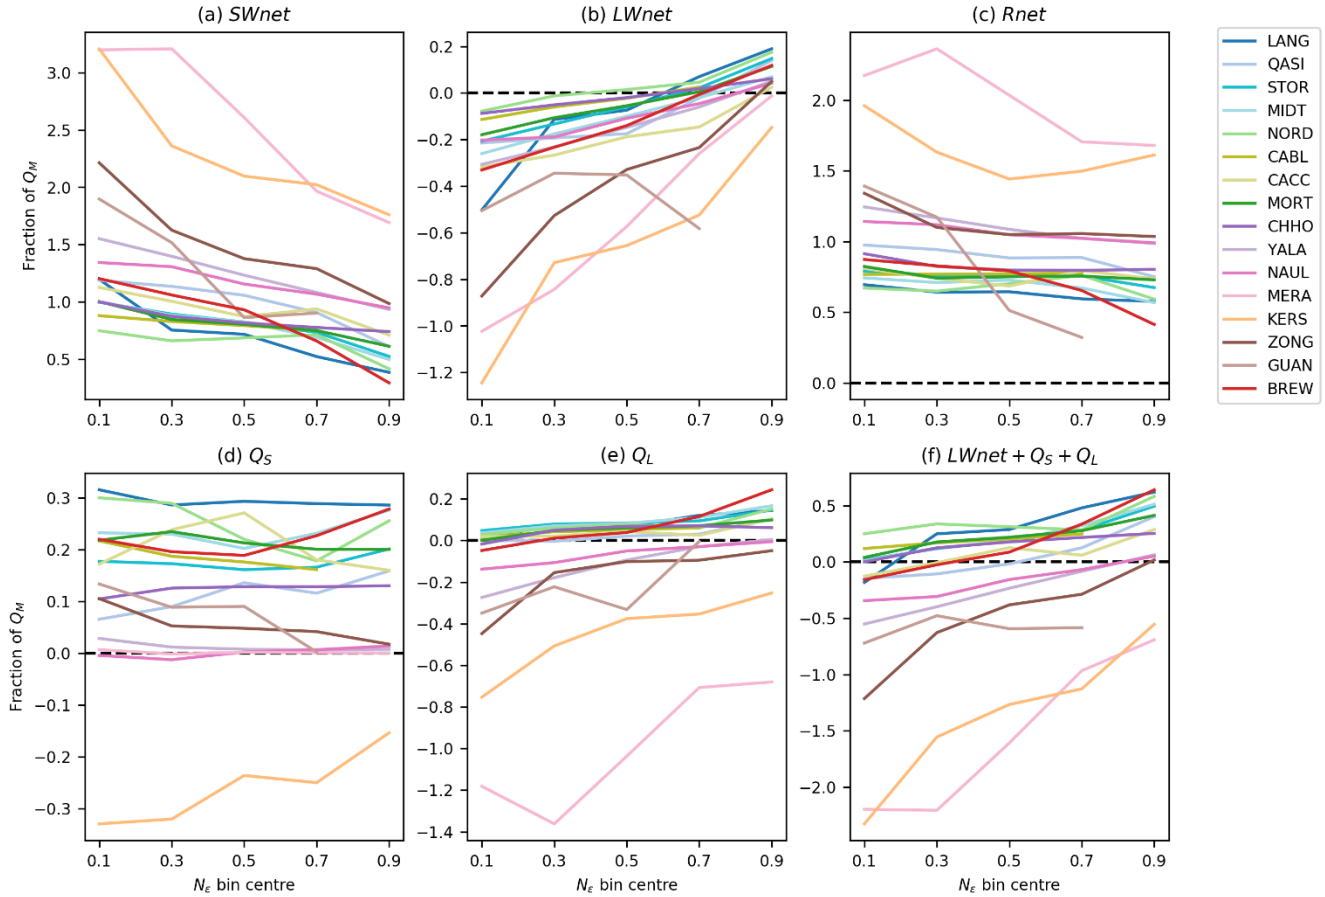 (a) SWnet
(b) LWnet
(c) Rnet
Fraction of Q_M
3.0
2.5
2.0
1.5
1.0
0.5
0.1 0.3 0.5 0.7 0.9
0.2
0.0
−0.2
−0.4
−0.6
−0.8
−1.0
−1.2
0.1 0.3 0.5 0.7 0.9
2.0
1.5
1.0
0.5
0.0
0.1 0.3 0.5 0.7 0.9
LANG
QASI
STOR
MIDT
NORD
CABL
CACC
MORT
CHHO
YALA
NAUL
MERA
KERS
ZONG
GUAN
BREW
(d) Q_S
(e) Q_L
(f) LWnet + Q_S + Q_L
Fraction of Q_M
0.3
0.2
0.1
0.0
−0.1
−0.2
−0.3
0.1 0.3 0.5 0.7 0.9
N_ε bin centre
0.2
0.0
−0.2
−0.4
−0.6
−0.8
−1.0
−1.2
−1.4
0.1 0.3 0.5 0.7 0.9
N_ε bin centre
0.5
0.0
−0.5
−1.0
−1.5
−2.0
0.1 0.3 0.5 0.7 0.9
N_ε bin centre